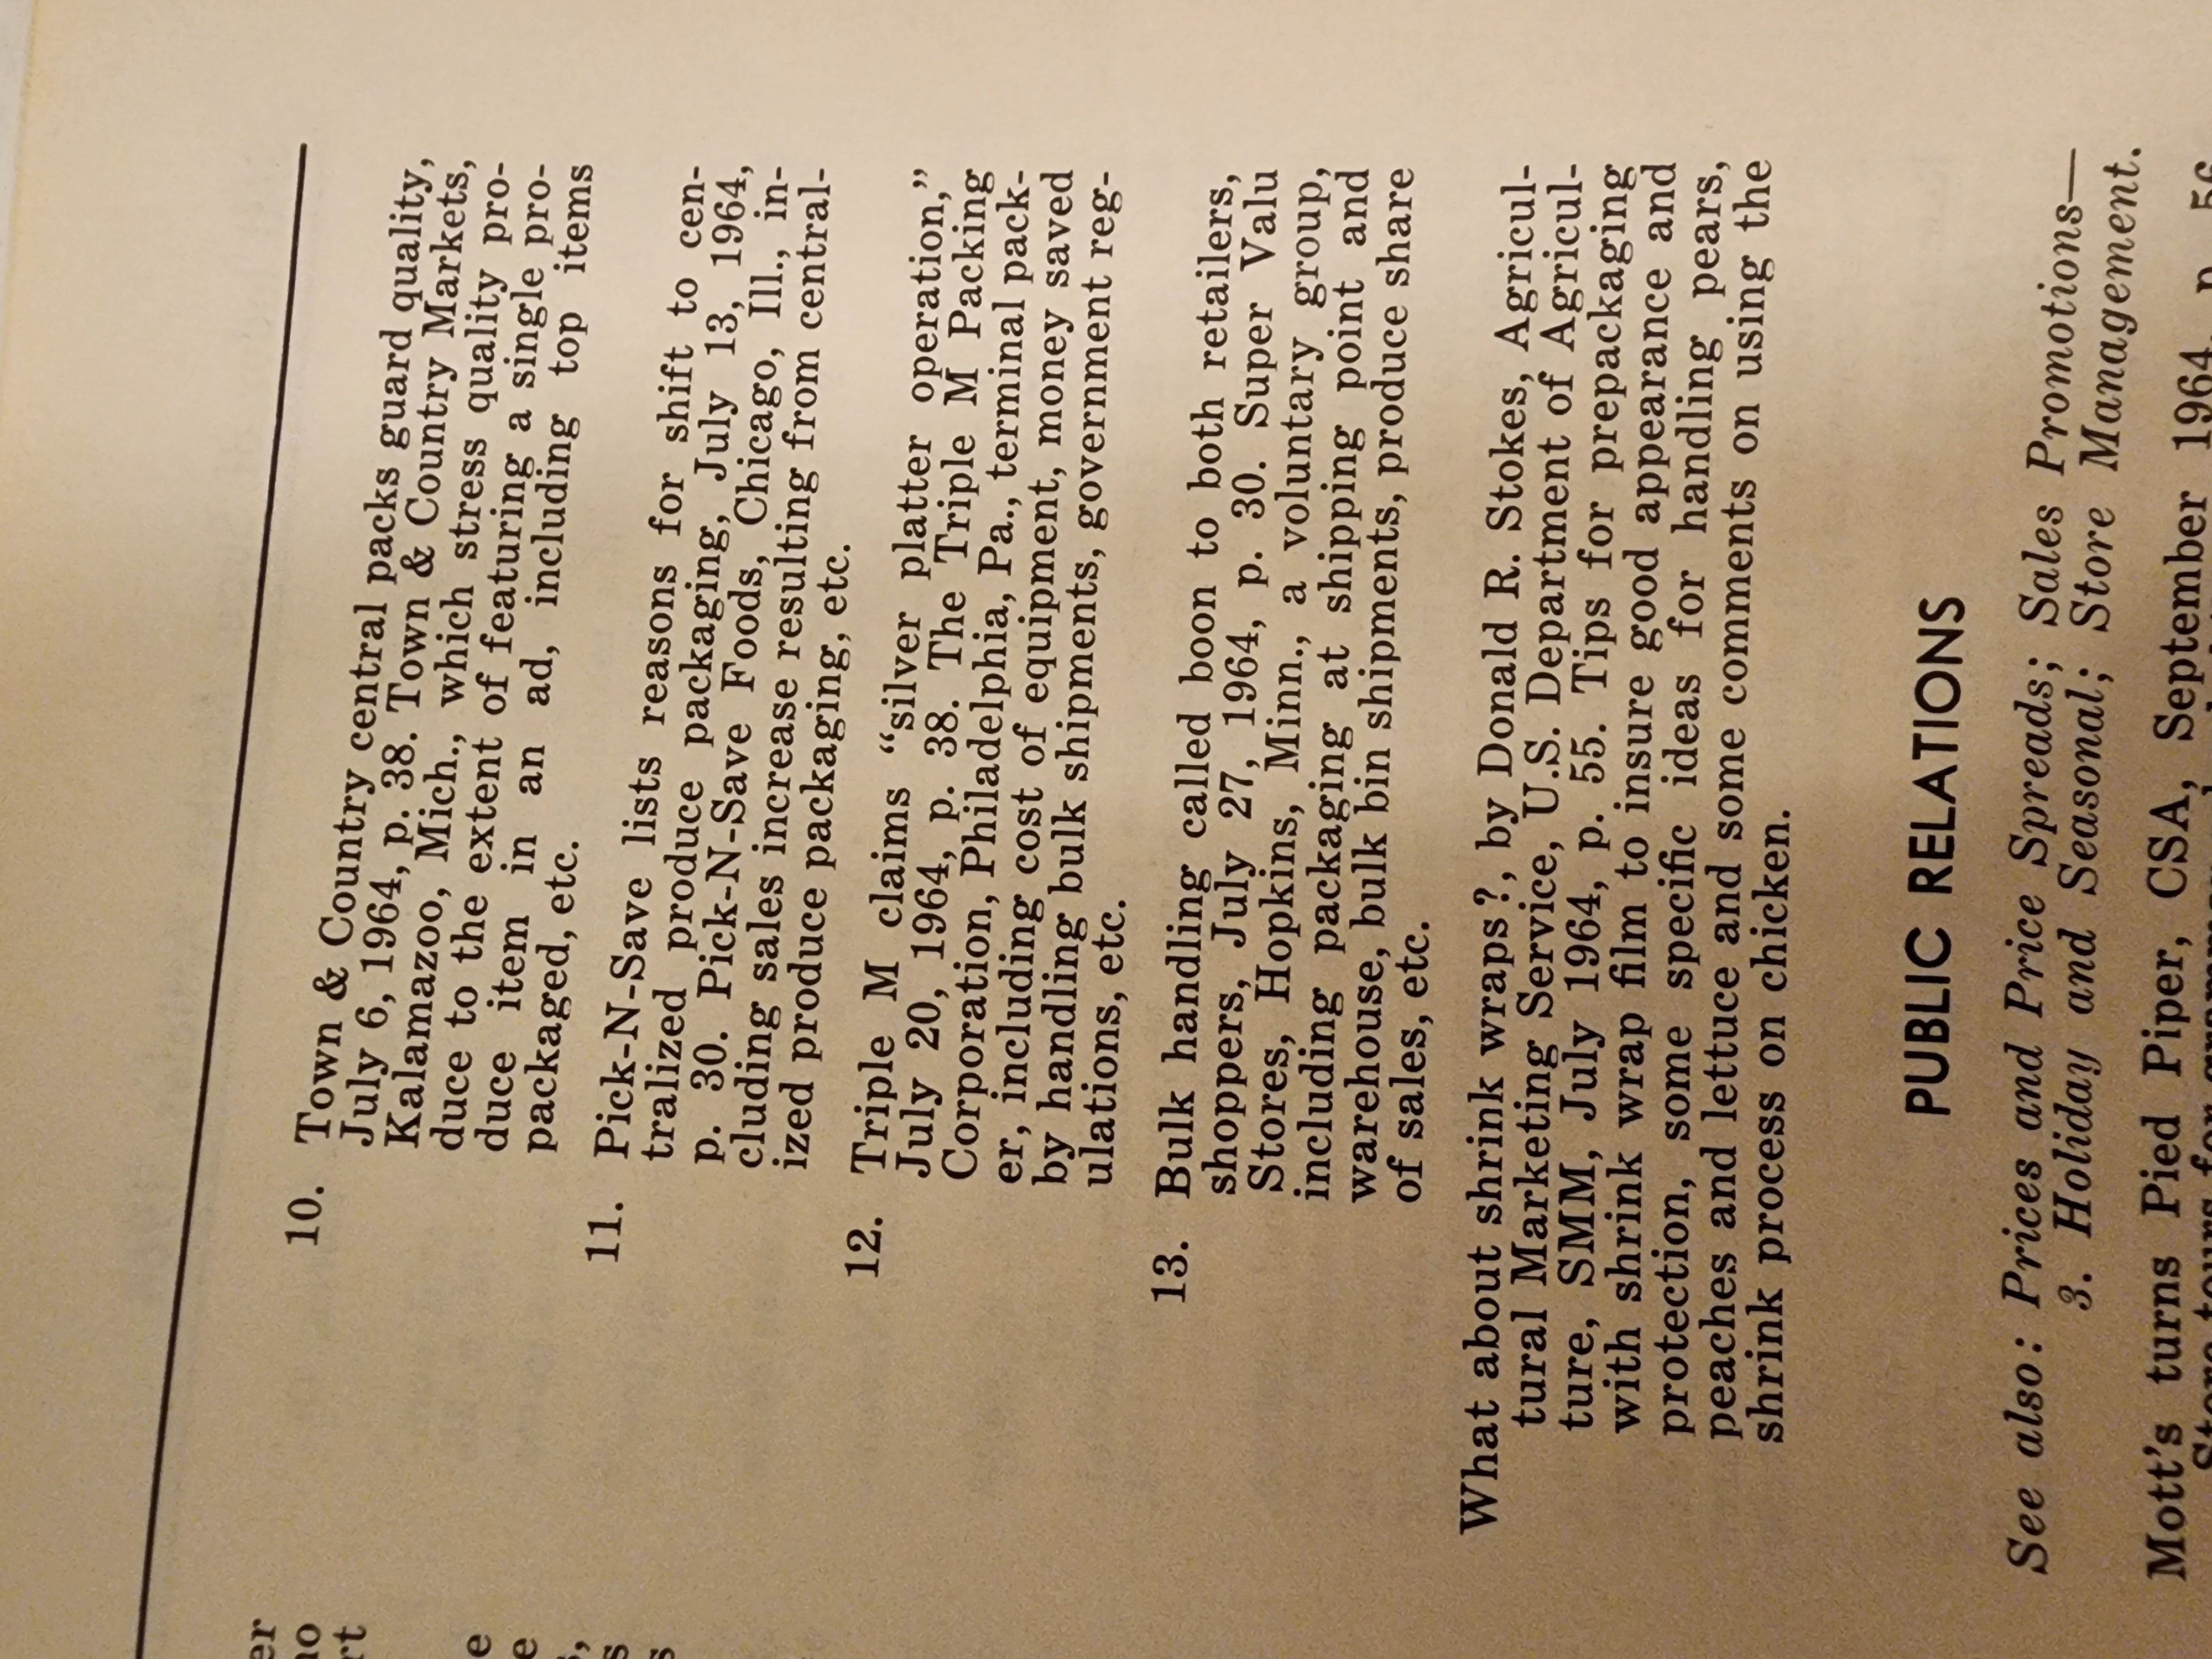 10. Town & Country central packs guard quality,
July 6, 1964, p. 38. Town & Country Markets,
Kalamazoo, Mich., which stress quality pro-
duce to the extent of featuring a single pro-
duce item in an ad, including top items
packaged, etc.
11. Pick-N-Save lists reasons for shift to cen-
tralized produce packaging, July 13, 1964,
p. 30. Pick-N-Save Foods, Chicago, Ill., in-
cluding sales increase resulting from central-
ized produce packaging, etc.
12. Triple M claims “silver platter operation,”
July 20, 1964, p. 38. The Triple M Packing
Corporation, Philadelphia, Pa., terminal pack-
er, including cost of equipment, money saved
by handling bulk shipments, government reg-
ulations, etc.
13. Bulk handling called boon to both retailers,
shoppers, July 27, 1964, p. 30. Super Valu
Stores, Hopkins, Minn., a voluntary group,
including packaging at shipping point and
warehouse, bulk bin shipments, produce share
of sales, etc.
What about shrink wraps?, by Donald R. Stokes, Agricul-
tural Marketing Service, U.S. Department of Agricul-
ture, SMM, July 1964, p. 55. Tips for prepackaging
with shrink wrap film to insure good appearance and
protection, some specific ideas for handling pears,
peaches and lettuce and some comments on using the
shrink process on chicken.
PUBLIC RELATIONS
See also: Prices and Price Spreads; Sales Promotions—
3. Holiday and Seasonal; Store Management.
Mott's turns Pied Piper, CSA, September 1964, p. 56
Store tours for